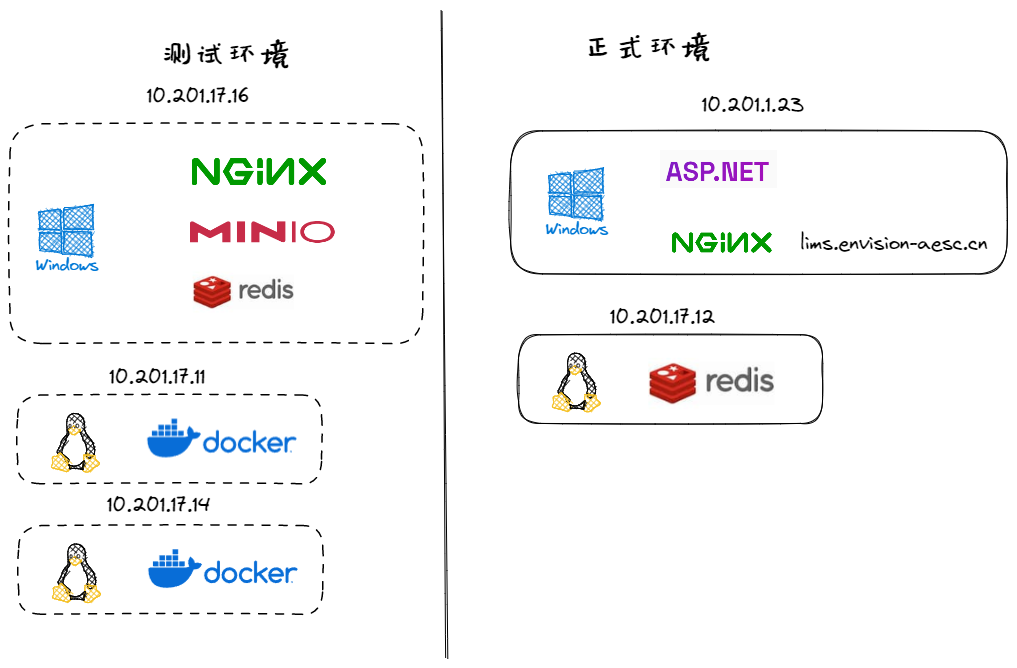 测试环境
10.201.17.16
NGINX
MINIO
Windows
redis
10.201.17.11
docker
10.201.17.14
docker
正式环境
10.201.1.23
ASP.NET
Windows
NGINX
lims.envision-aesc.cn
10.201.17.12
redis